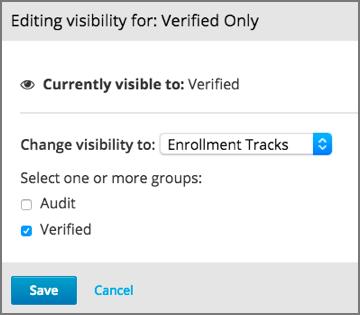 Editing visibility for: Verified Only
Currently visible to: Verified
Change visibility to: Enrollment Tracks
Select one or more groups:
Audit
Verified
Save Cancel